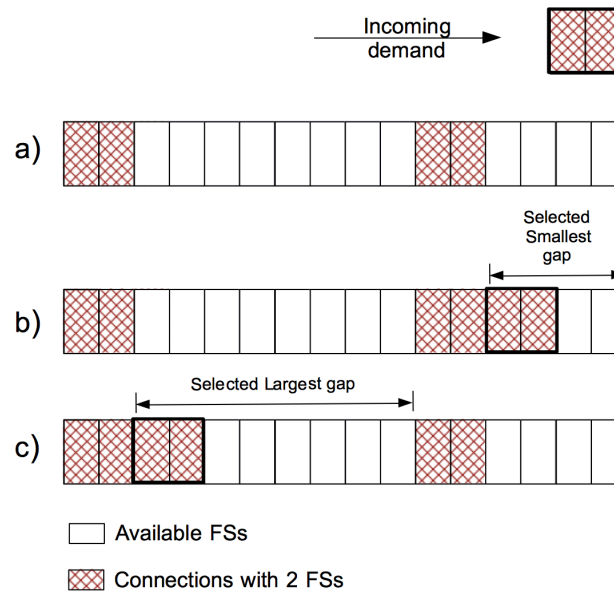 Incoming
demand
a)
Selected
Smallest
gap
b)
Selected Largest gap
c)
Available FSs
Connections with 2 FSs